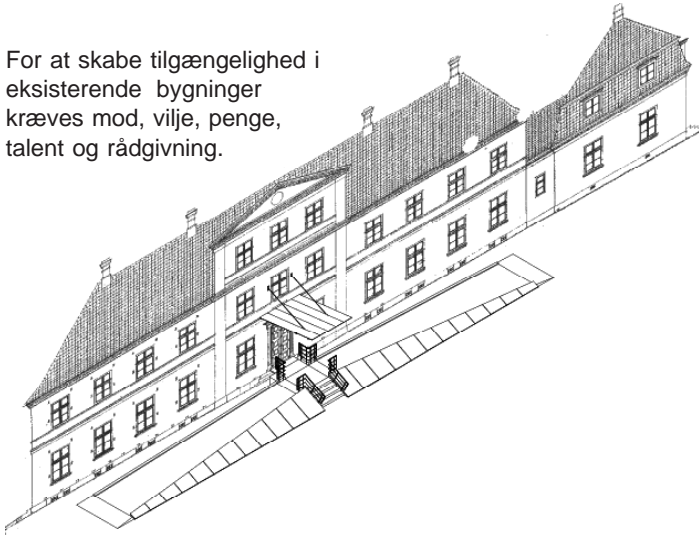 For at skabe tilgængelighed i
eksisterende bygninger
kræves mod, vilje, penge,
talent og rådgivning.